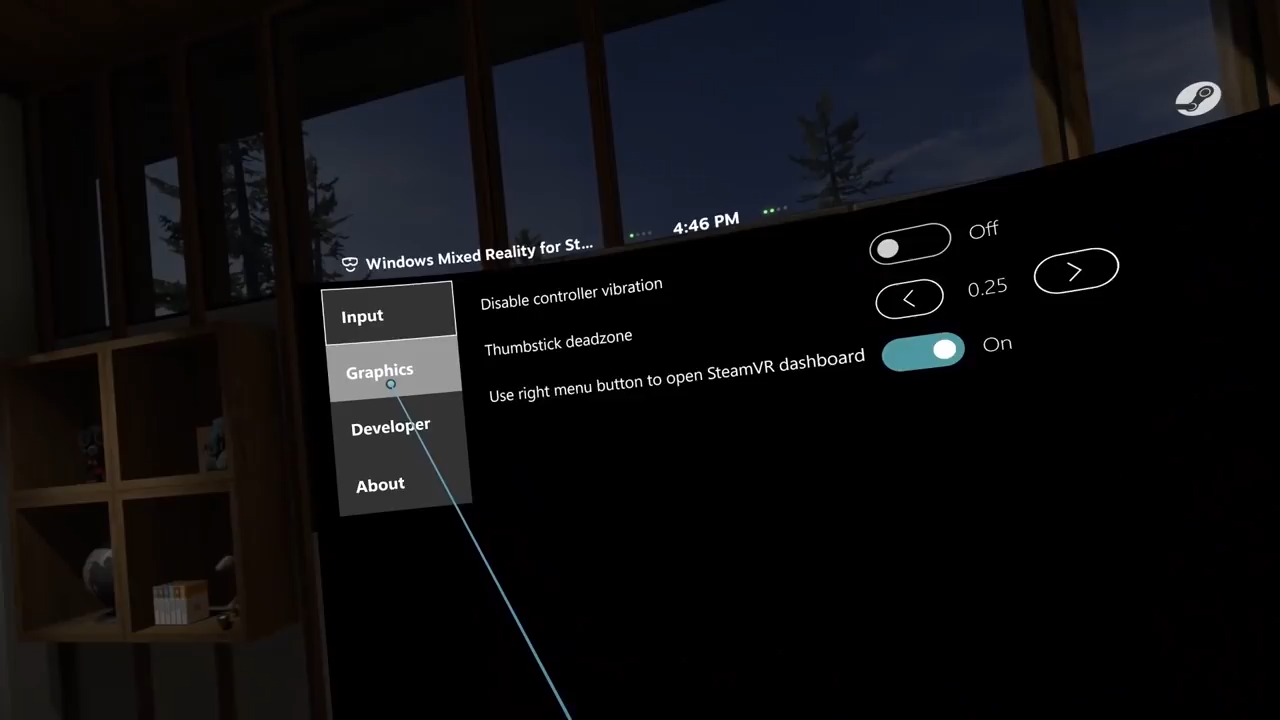 4:46 PM
Windows Mixed Reality for St...
Input
Graphics
Developer
About
Disable controller vibration
Off
Thumbstick deadzone
< 0.25 >
Use right menu button to open SteamVR dashboard
On